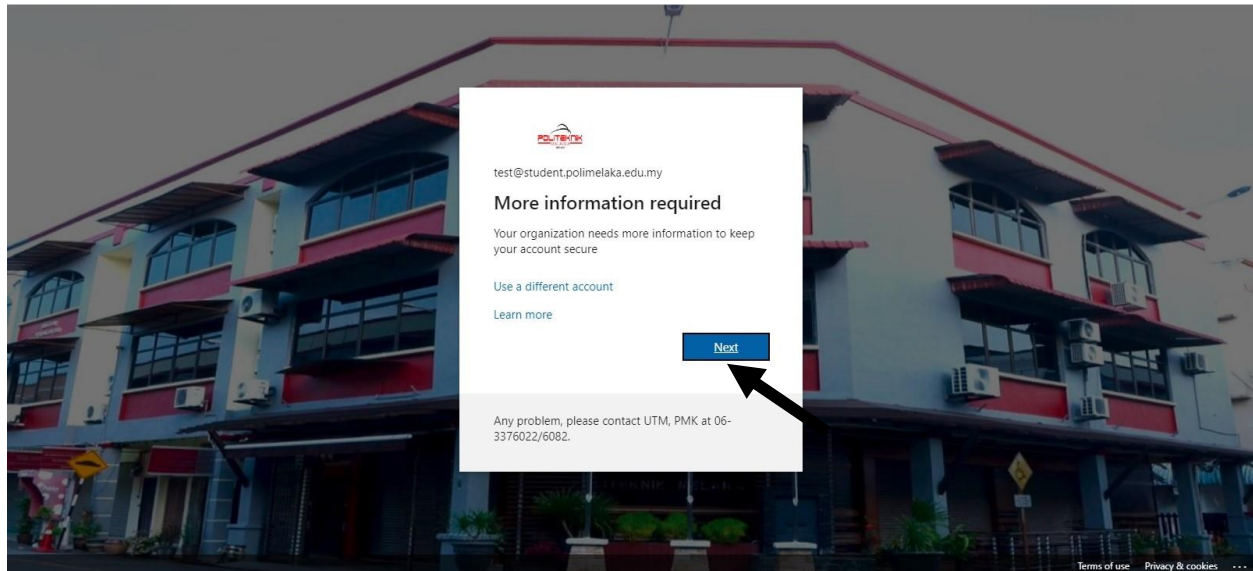 POLITEKNIK
test@student.polimelaka.edu.my
More information required
Your organization needs more information to keep
your account secure
Use a different account
Learn more
Next
Any problem, please contact UTM, PMK at 06-
3376022/6082.
Terms of use Privacy & cookies ...